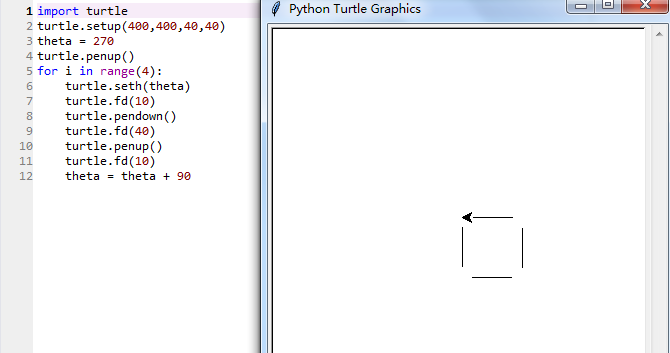 Python Turtle Graphics
1 import turtle
2 turtle.setup(400,400,40,40)
3 theta = 270
4 turtle.penup()
5 for i in range(4):
6     turtle.seth(theta)
7     turtle.fd(10)
8     turtle.pendown()
9     turtle.fd(40)
10     turtle.penup()
11     turtle.fd(10)
12     theta = theta + 90